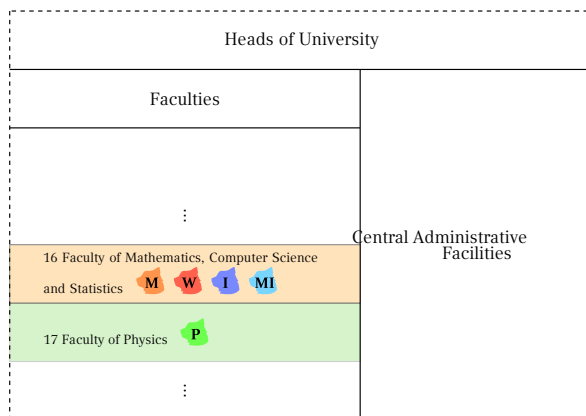 Heads of University
Faculties
⋮
Central Administrative
Facilities
16 Faculty of Mathematics, Computer Science
and Statistics M W I MI
17 Faculty of Physics P
⋮